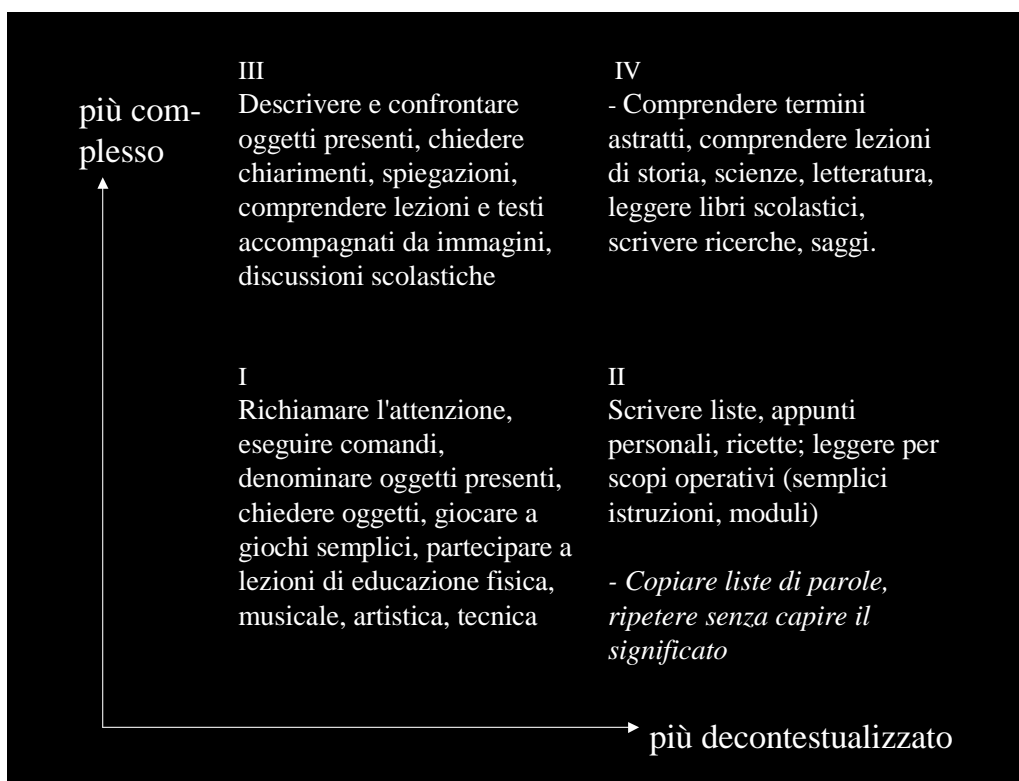 più com-
plesso
III
Descrivere e confrontare
oggetti presenti, chiedere
chiarimenti, spiegazioni,
comprendere lezioni e testi
accompagnati da immagini,
discussioni scolastiche
IV
- Comprendere termini
astratti, comprendere lezioni
di storia, scienze, letteratura,
leggere libri scolastici,
scrivere ricerche, saggi.
I
Richiamare l'attenzione,
eseguire comandi,
denominare oggetti presenti,
chiedere oggetti, giocare a
giochi semplici, partecipare a
lezioni di educazione fisica,
musicale, artistica, tecnica
II
Scrivere liste, appunti
personali, ricette; leggere per
scopi operativi (semplici
istruzioni, moduli)
- Copiare liste di parole,
ripetere senza capire il
significato
più decontestualizzato